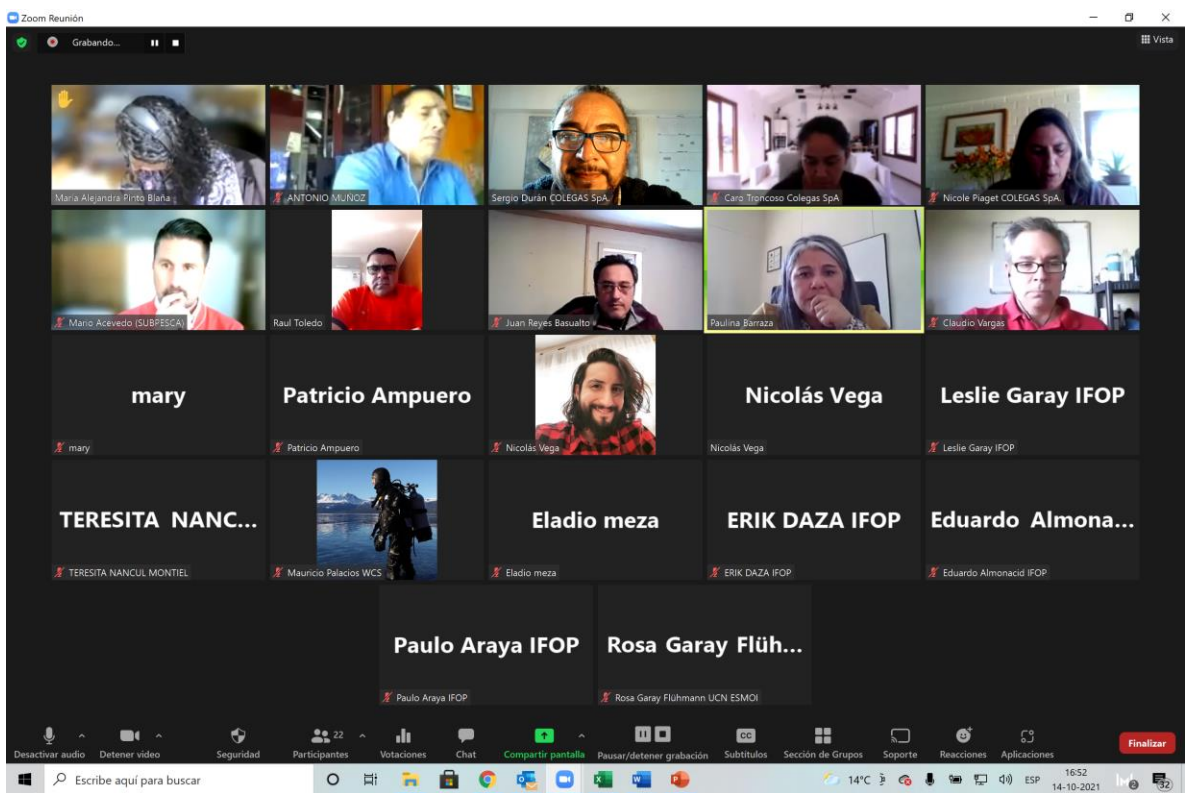 Zoom Reunión
Grabando...
Vista
Maria Alejandra Pinto Blaña
ANTONIO MUÑOZ
Sergio Durán COLEGAS SpA.
Caro Troncoso Colegas SpA
Nicole Piaget COLEGAS SpA.
Mario Acevedo (SUBPESCA)
Raul Toledo
Juan Reyes Basualto
Paulina Barraza
Claudio Vargas
mary
Patricio Ampuero
Nicolás Vega
Leslie Garay IFOP
mary
Patricio Ampuero
Nicolás Vega
Nicolás Vega
Leslie Garay IFOP
TERESITA NANC...
Eladio meza
ERIK DAZA IFOP
Eduardo Almona...
TERESITA NANCUL MONTIEL
Mauricio Palacios WCS
Eladio meza
ERIK DAZA IFOP
Eduardo Almonacid IFOP
Paulo Araya IFOP
Rosa Garay Flüh...
Paulo Araya IFOP
Rosa Garay Flühmann UCN ESMOI
22
CC
Desactivar audio
Detener video
Seguridad
Participantes
Votaciones
Chat
Compartir pantalla
Pausar/detener grabación
Subtítulos
Sección de Grupos
Soporte
Reacciones
Aplicaciones
Finalizar
Escribe aquí para buscar
14°C
ESP
16:52
14-10-2021
32